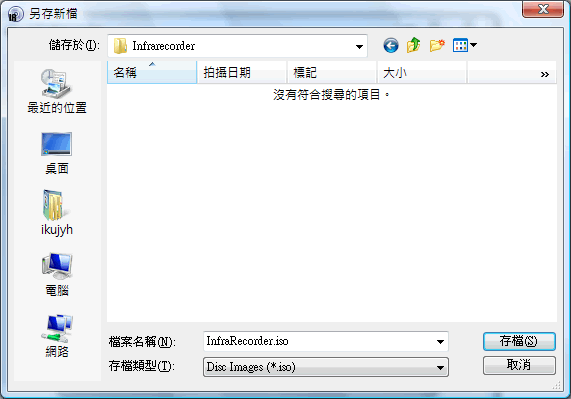 另存新檔
儲存於(I):
Infrarecorder
名稱
拍攝日期
標記
大小
»
沒有符合搜尋的項目。
最近的位置
桌面
ikujyh
電腦
網路
檔案名稱(N):
InfraRecorder.iso
存檔(S)
存檔類型(T):
Disc Images (*.iso)
取消